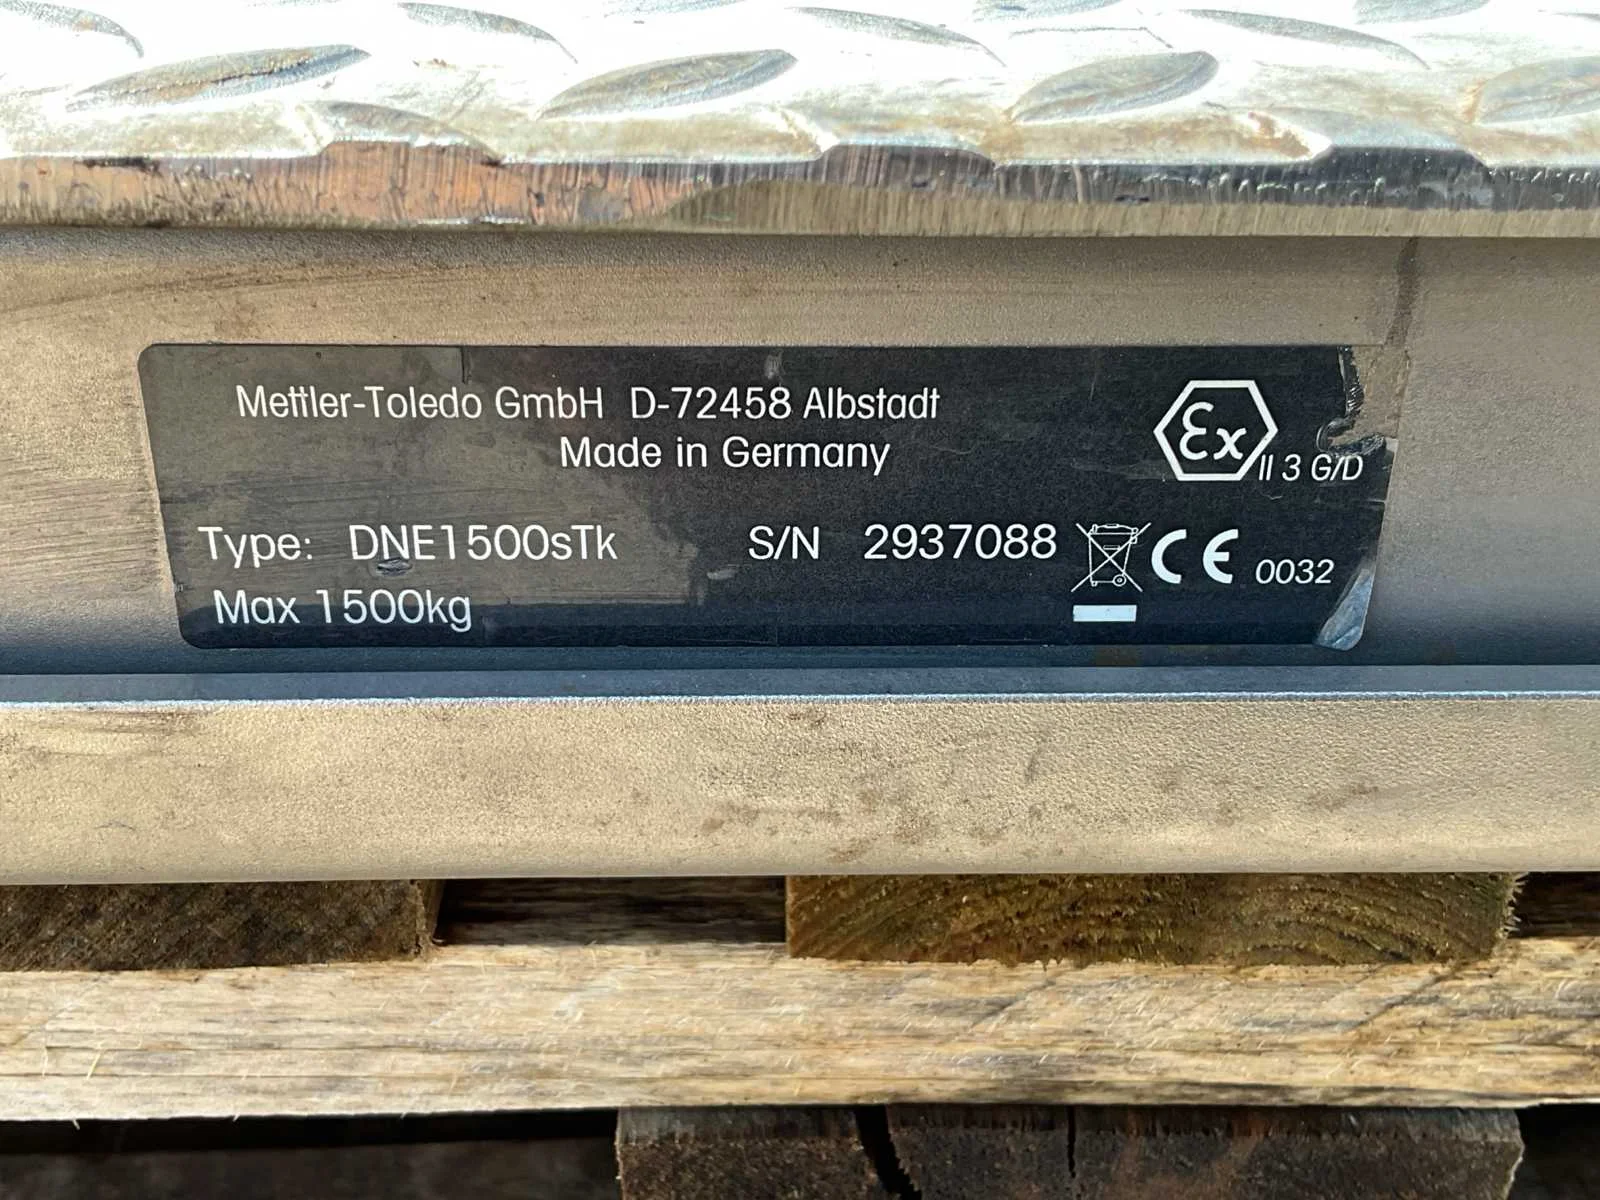 Mettler-Toledo GmbH D-72458 Albstadt
Made in Germany
Ex II 3 G/D
Type: DNE1500sTk S/N 2937088 CE 0032
Max 1500kg